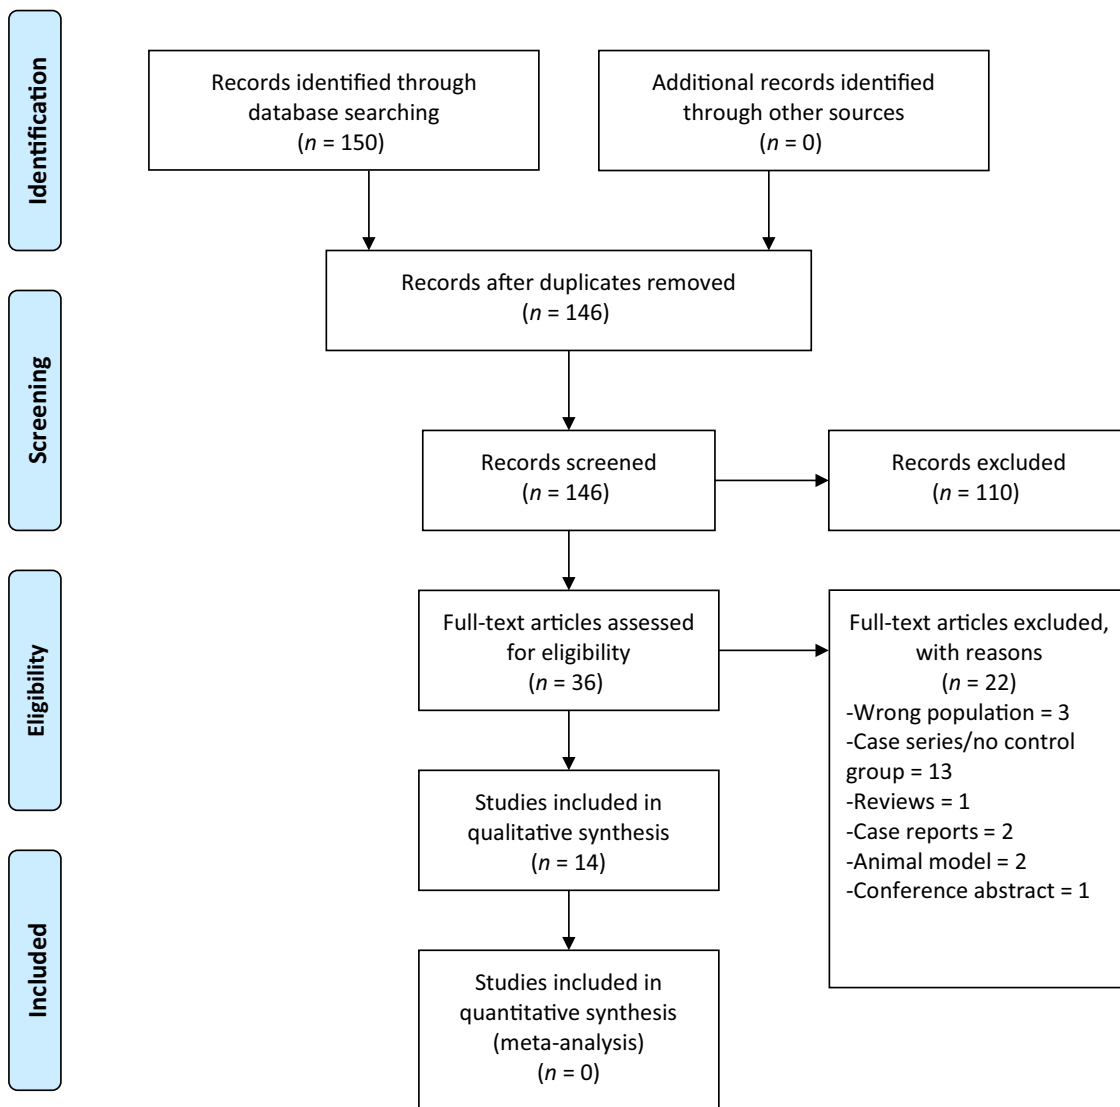 Identification
Records identified through
database searching
(n = 150)
Additional records identified
through other sources
(n = 0)
Records after duplicates removed
(n = 146)
Screening
Records screened
(n = 146)
Records excluded
(n = 110)
Eligibility
Full-text articles assessed
for eligibility
(n = 36)
Full-text articles excluded,
with reasons
(n = 22)
-Wrong population = 3
-Case series/no control
group = 13
-Reviews = 1
-Case reports = 2
-Animal model = 2
-Conference abstract = 1
Studies included in
qualitative synthesis
(n = 14)
Included
Studies included in
quantitative synthesis
(meta-analysis)
(n = 0)